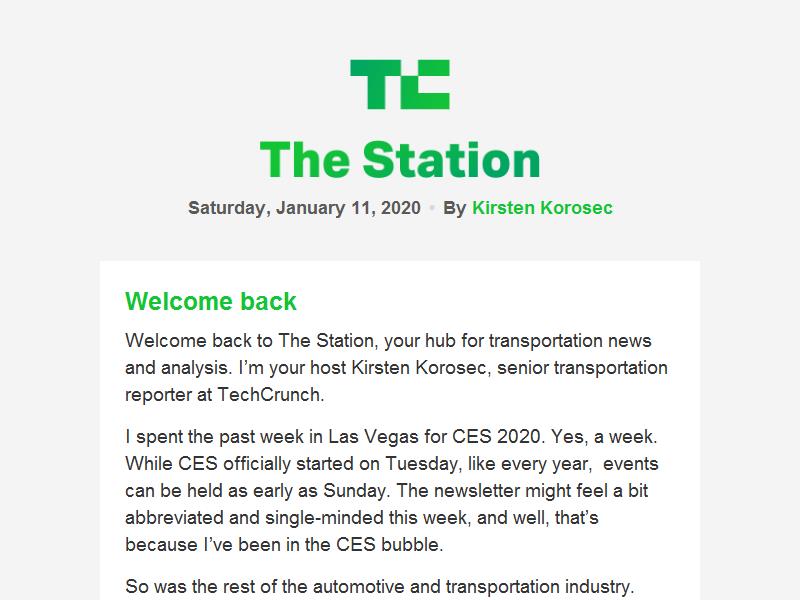 TC
The Station
Saturday, January 11, 2020 • By Kirsten Korosec
Welcome back
Welcome back to The Station, your hub for transportation news
and analysis. I’m your host Kirsten Korosec, senior transportation
reporter at TechCrunch.
I spent the past week in Las Vegas for CES 2020. Yes, a week.
While CES officially started on Tuesday, like every year,  events
can be held as early as Sunday. The newsletter might feel a bit
abbreviated and single-minded this week, and well, that’s
because I’ve been in the CES bubble.
So was the rest of the automotive and transportation industry.